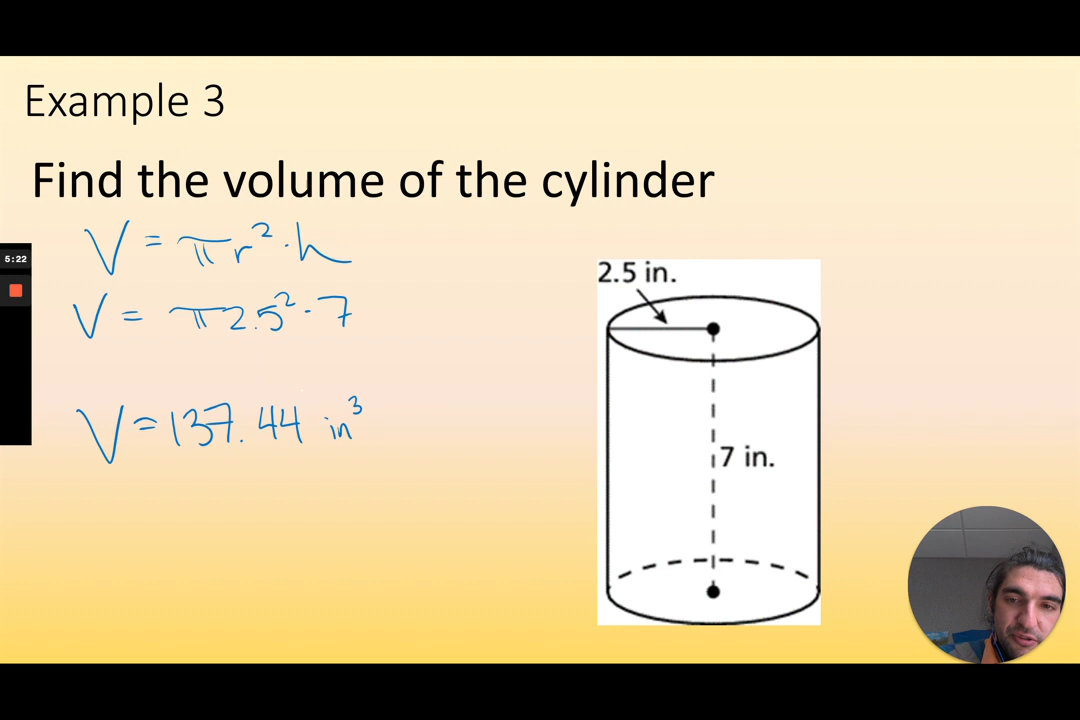 Example 3
Find the volume of the cylinder
V = πr² · h
V = π2.5² · 7
V = 137.44 in³
5:22
2.5 in.
7 in.